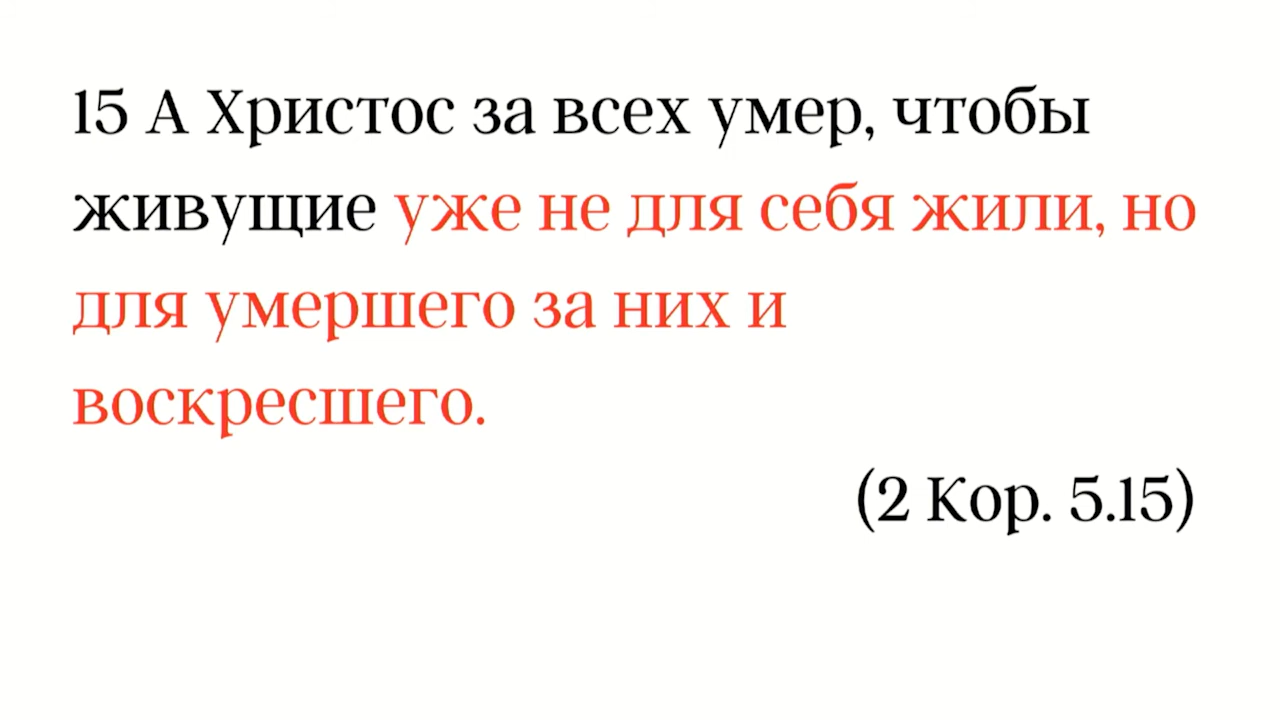 15 А Христос за всех умер, чтобы
живущие уже не для себя жили, но
для умершего за них и
воскресшего.
(2 Кор. 5.15)